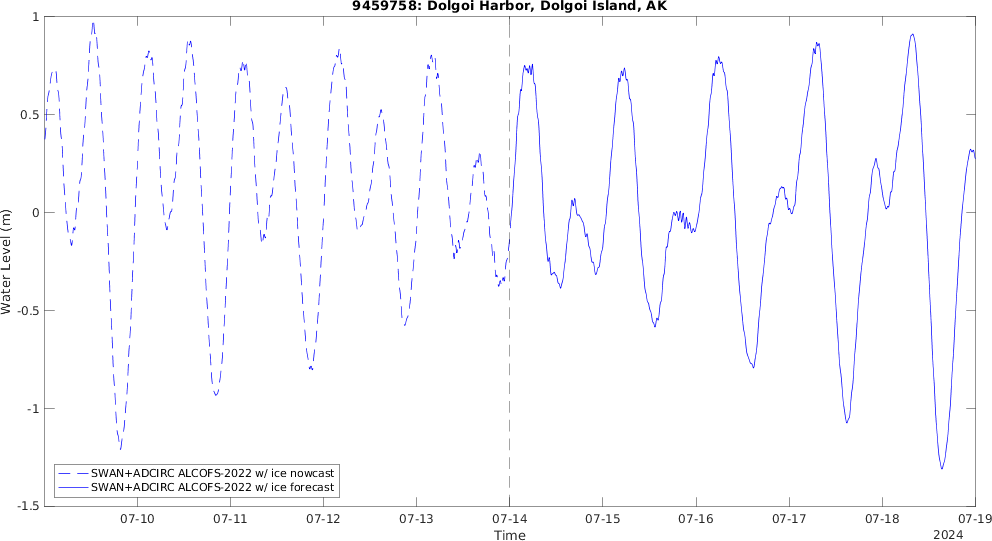 9459758: Dolgoi Harbor, Dolgoi Island, AK
1
0.5
0
-0.5
-1
-1.5
Water Level (m)
SWAN+ADCIRC ALCOFS-2022 w/ ice nowcast
SWAN+ADCIRC ALCOFS-2022 w/ ice forecast
07-10 07-11 07-12 07-13 07-14 07-15 07-16 07-17 07-18 07-19
Time
2024